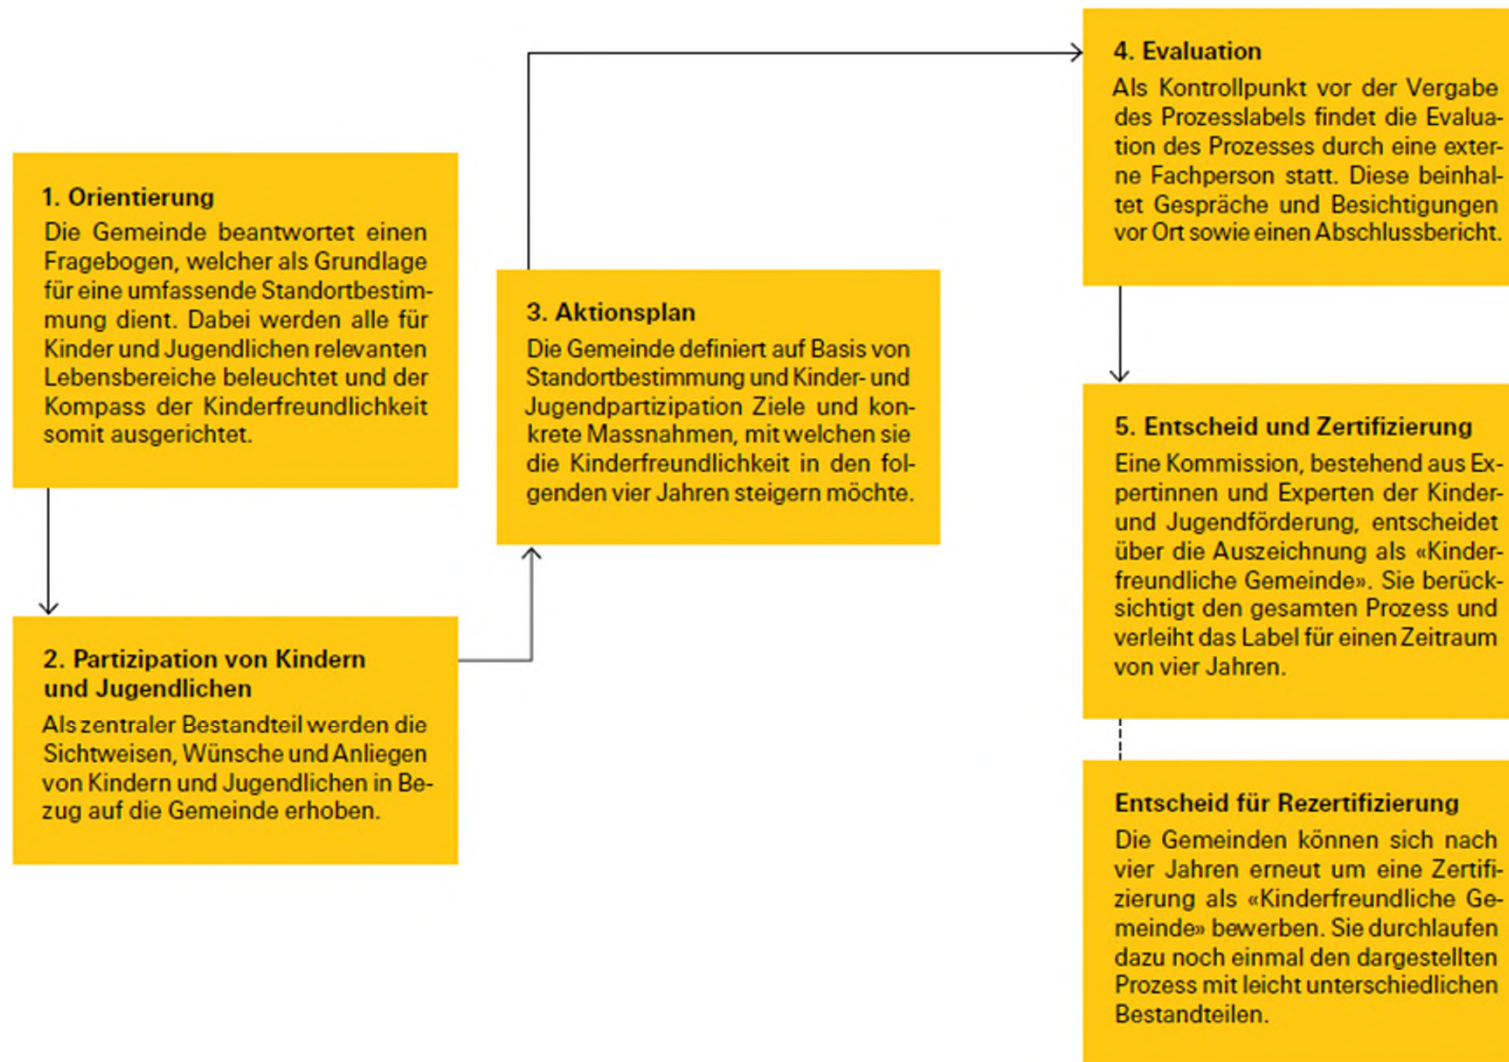 1. Orientierung
Die Gemeinde beantwortet einen
Fragebogen, welcher als Grundlage
für eine umfassende Standortbestim-
mung dient. Dabei werden alle für
Kinder und Jugendlichen relevanten
Lebensbereiche beleuchtet und der
Kompass der Kinderfreundlichkeit
somit ausgerichtet.
2. Partizipation von Kindern
und Jugendlichen
Als zentraler Bestandteil werden die
Sichtweisen, Wünsche und Anliegen
von Kindern und Jugendlichen in Be-
zug auf die Gemeinde erhoben.
3. Aktionsplan
Die Gemeinde definiert auf Basis von
Standortbestimmung und Kinder- und
Jugendpartizipation Ziele und kon-
krete Massnahmen, mit welchen sie
die Kinderfreundlichkeit in den fol-
genden vier Jahren steigern möchte.
4. Evaluation
Als Kontrollpunkt vor der Vergabe
des Prozesslabels findet die Evalua-
tion des Prozesses durch eine exter-
ne Fachperson statt. Diese beinhal-
tet Gespräche und Besichtigungen
vor Ort sowie einen Abschlussbericht.
5. Entscheid und Zertifizierung
Eine Kommission, bestehend aus Ex-
pertinnen und Experten der Kinder-
und Jugendförderung, entscheidet
über die Auszeichnung als «Kinder-
freundliche Gemeinde». Sie berück-
sichtigt den gesamten Prozess und
verleiht das Label für einen Zeitraum
von vier Jahren.
Entscheid für Rezertifizierung
Die Gemeinden können sich nach
vier Jahren erneut um eine Zertifi-
zierung als «Kinderfreundliche Ge-
meinde» bewerben. Sie durchlaufen
dazu noch einmal den dargestellten
Prozess mit leicht unterschiedlichen
Bestandteilen.